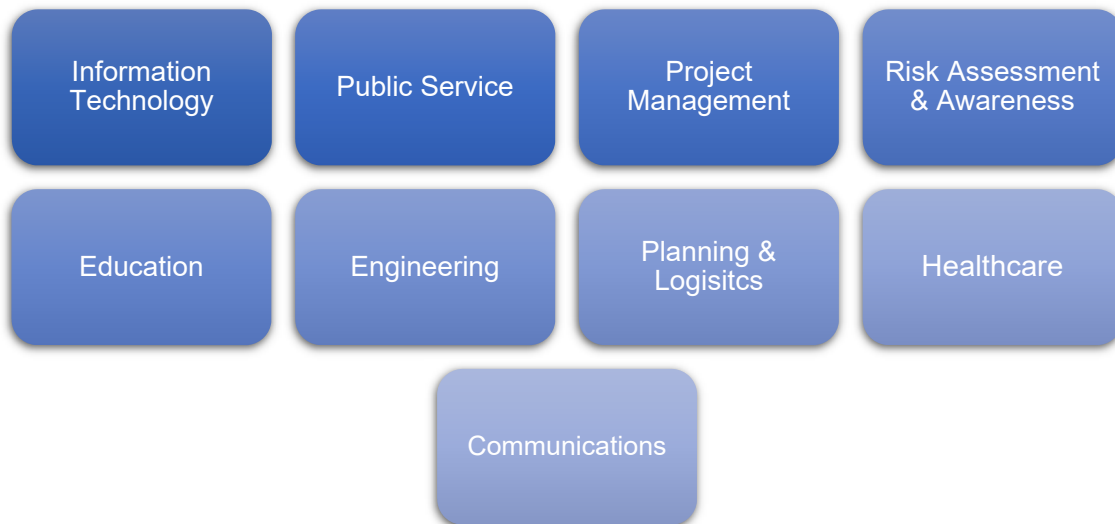 Information
Technology
Public Service
Project
Management
Risk Assessment
& Awareness
Education
Engineering
Planning &
Logisitcs
Healthcare
Communications